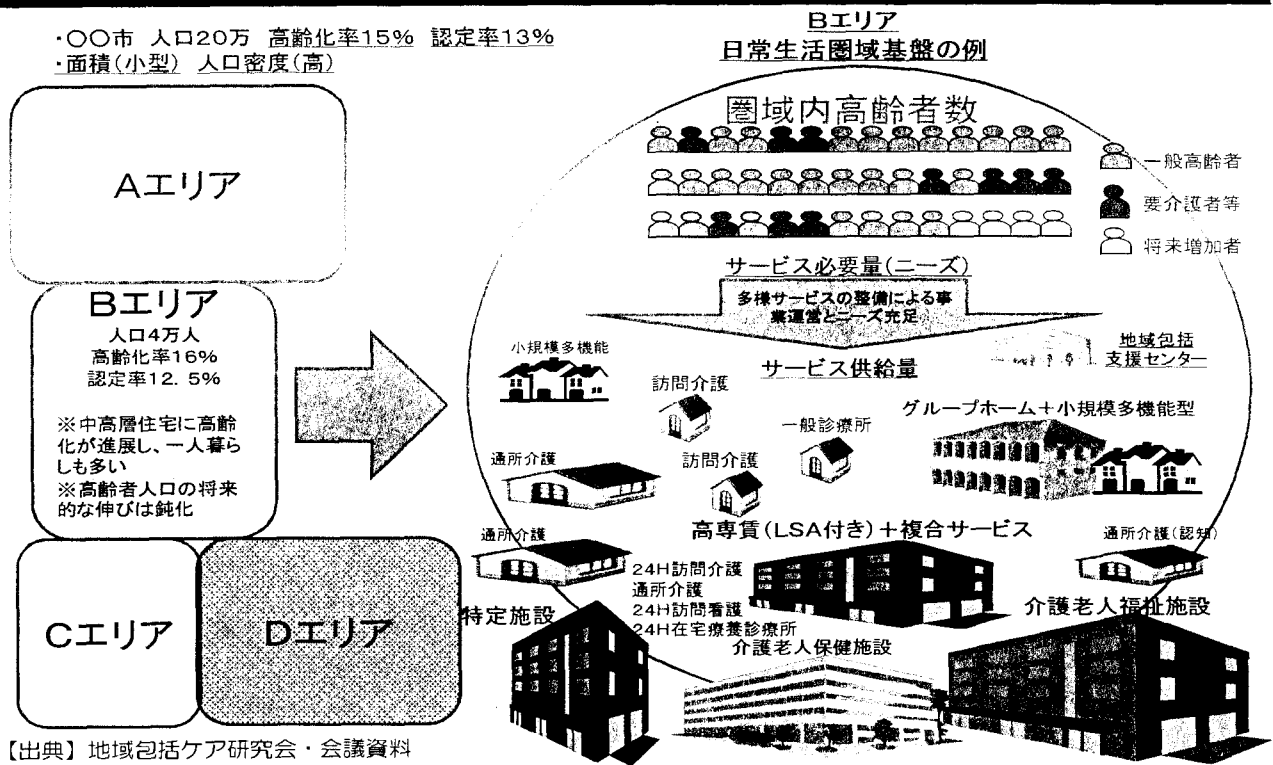 ・〇〇市 人口20万 高齢化率15% 認定率13%
・面積(小型) 人口密度(高)
Aエリア
Bエリア
人口4万人
高齢化率16%
認定率12. 5%
※中高層住宅に高齢
化が進展し、一人暮ら
しも多い
※高齢者人口の将来
的な伸びは鈍化
Cエリア
Dエリア
Bエリア
日常生活圏域基盤の例
圏域内高齢者数
一般高齢者
要介護者等
将来増加者
サービス必要量(ニーズ)
多様サービスの整備による事
業運営とニーズ充足
サービス供給量
地域包括
支援センター
小規模多機能
訪問介護
一般診療所
グループホーム+小規模多機能型
通所介護
訪問介護
高専賃(LSA付き)+複合サービス
通所介護
24H訪問介護
通所介護
24H訪問看護
24H在宅療養診療所
通所介護(認知)
特定施設
介護老人保健施設
介護老人福祉施設
【出典】地域包括ケア研究会・会議資料